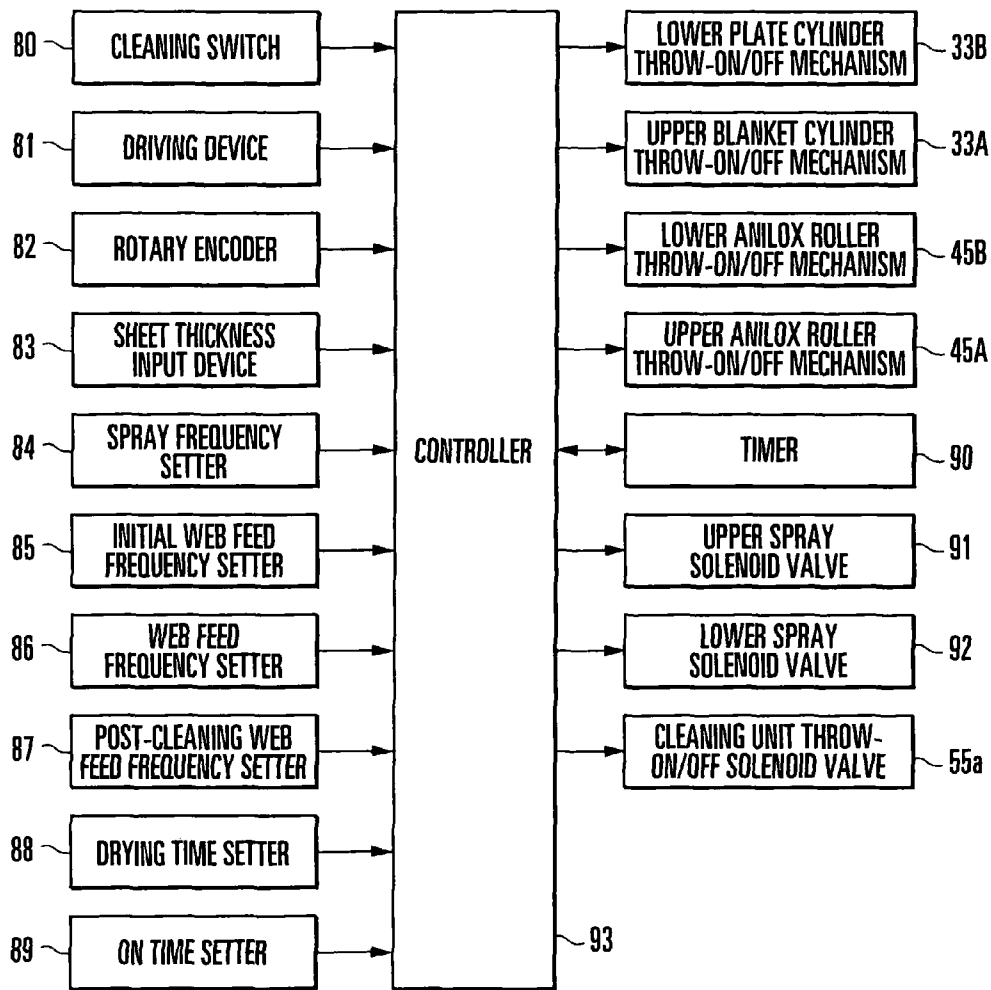 80
CLEANING SWITCH
81
DRIVING DEVICE
82
ROTARY ENCODER
83
SHEET THICKNESS
INPUT DEVICE
84
SPRAY FREQUENCY
SETTER
85
INITIAL WEB FEED
FREQUENCY SETTER
86
WEB FEED
FREQUENCY SETTER
87
POST-CLEANING WEB
FEED FREQUENCY SETTER
88
DRYING TIME SETTER
89
ON TIME SETTER
CONTROLLER
93
LOWER PLATE CYLINDER
THROW-ON/OFF MECHANISM
33B
UPPER BLANKET CYLINDER
THROW-ON/OFF MECHANISM
33A
LOWER ANILOX ROLLER
THROW-ON/OFF MECHANISM
45B
UPPER ANILOX ROLLER
THROW-ON/OFF MECHANISM
45A
TIMER
90
UPPER SPRAY
SOLENOID VALVE
91
LOWER SPRAY
SOLENOID VALVE
92
CLEANING UNIT THROW-
ON/OFF SOLENOID VALVE
55a